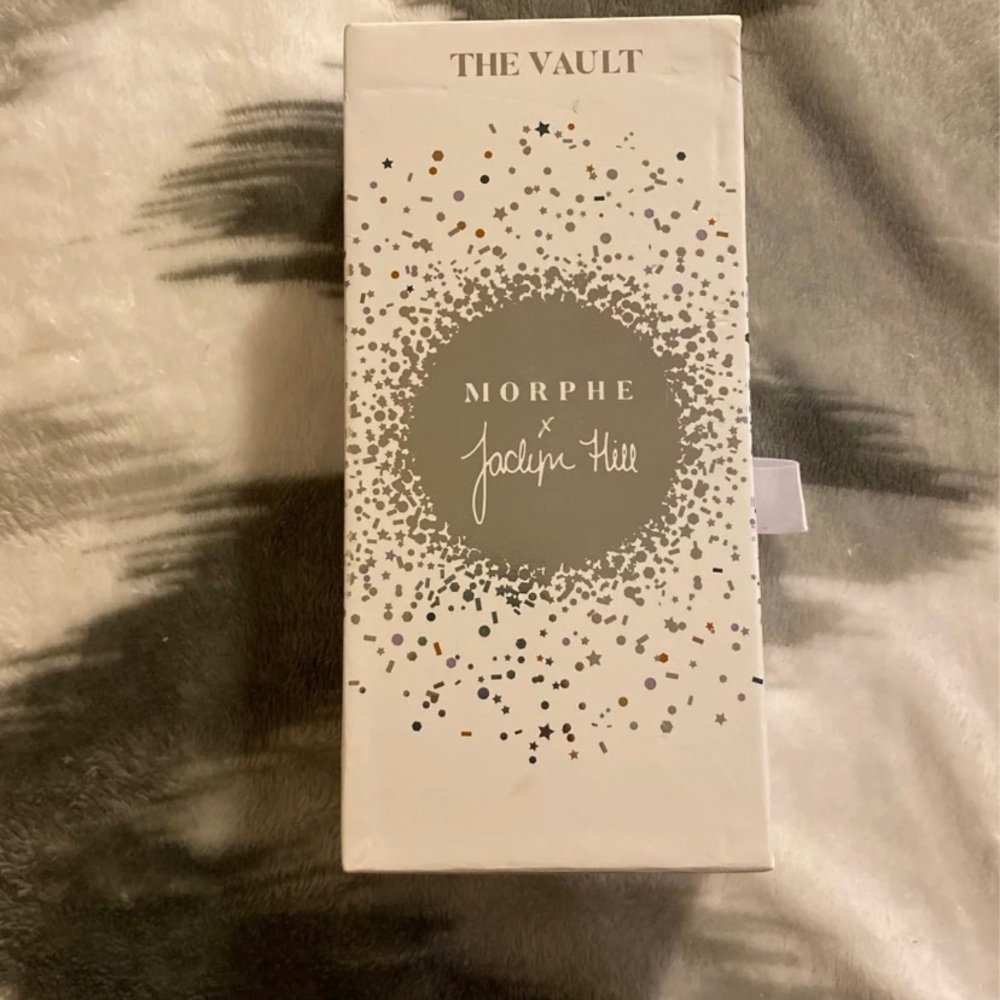 THE VAULT
MORPHE
x
Jaclyn Hill